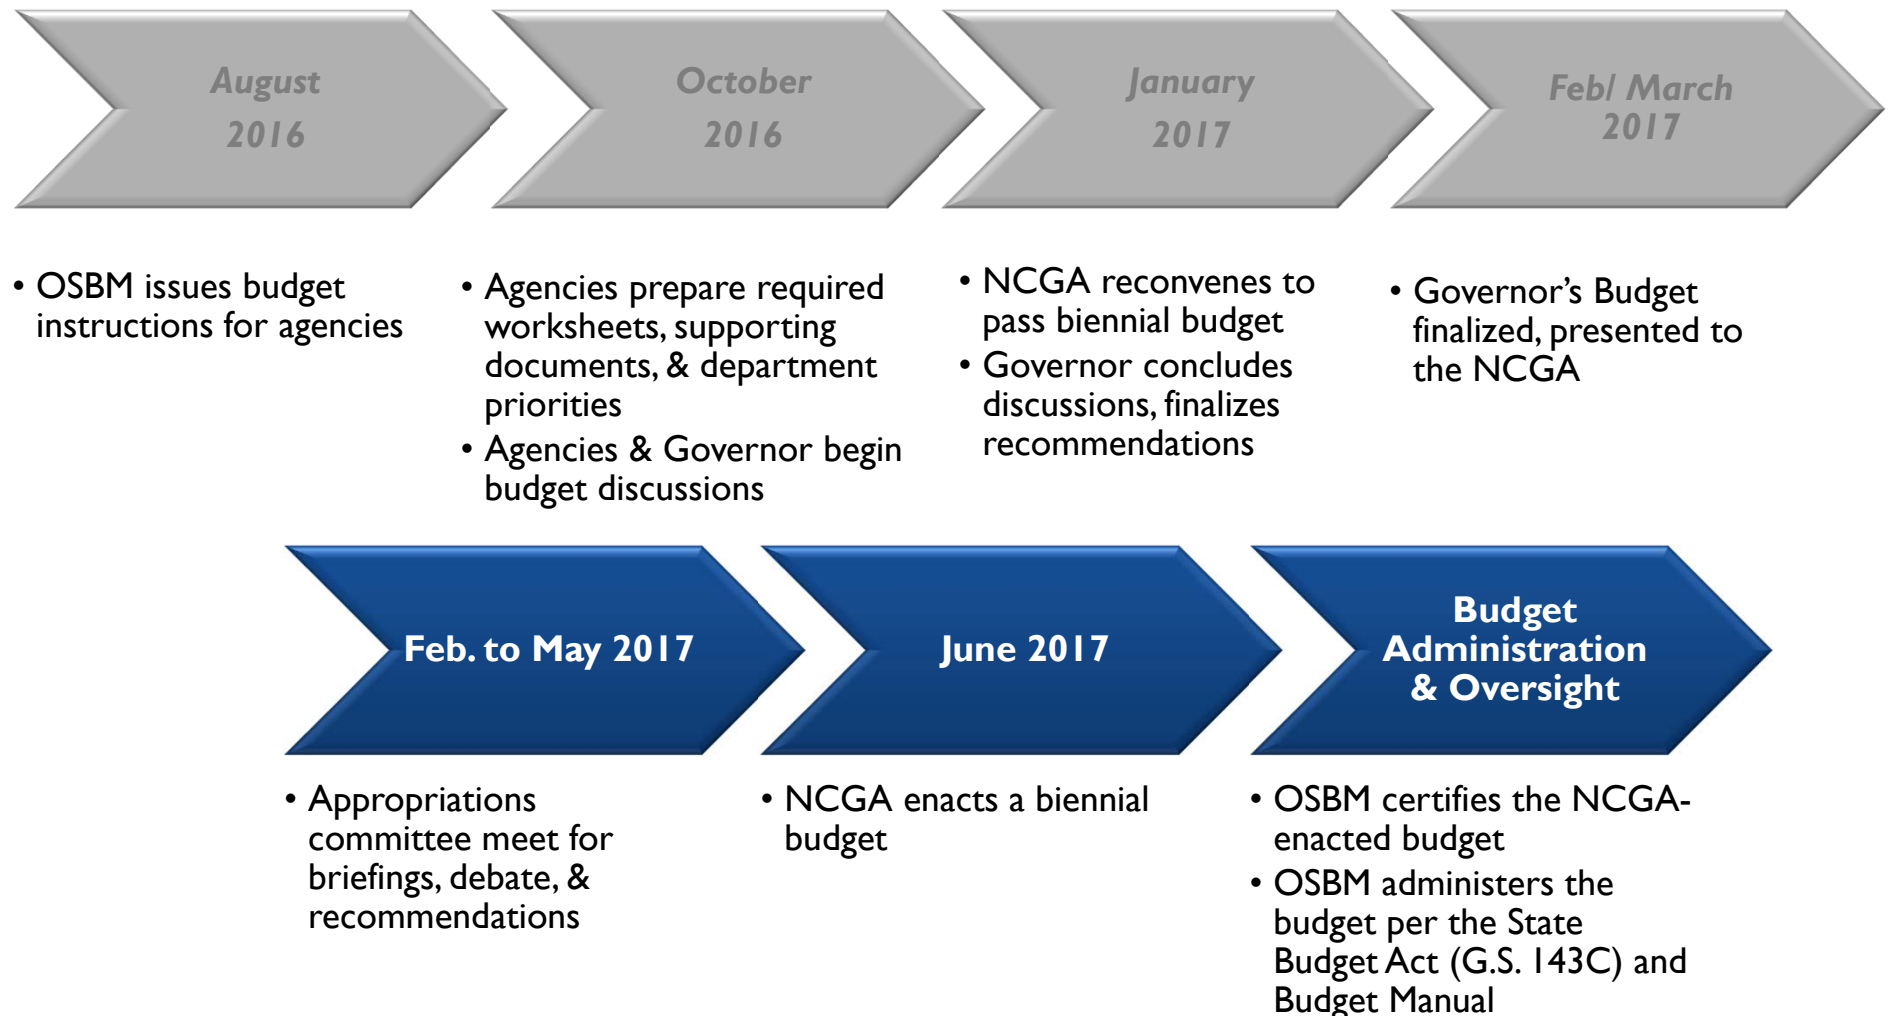 August
2016
October
2016
January
2017
Feb/ March
2017
• OSBM issues budget
instructions for agencies
• Agencies prepare required
worksheets, supporting
documents, & department
priorities
• Agencies & Governor begin
budget discussions
• NCGA reconvenes to
pass biennial budget
• Governor concludes
discussions, finalizes
recommendations
• Governor’s Budget
finalized, presented to
the NCGA
Feb. to May 2017
June 2017
Budget
Administration
& Oversight
• Appropriations
committee meet for
briefings, debate, &
recommendations
• NCGA enacts a biennial
budget
• OSBM certifies the NCGA-
enacted budget
• OSBM administers the
budget per the State
Budget Act (G.S. 143C) and
Budget Manual